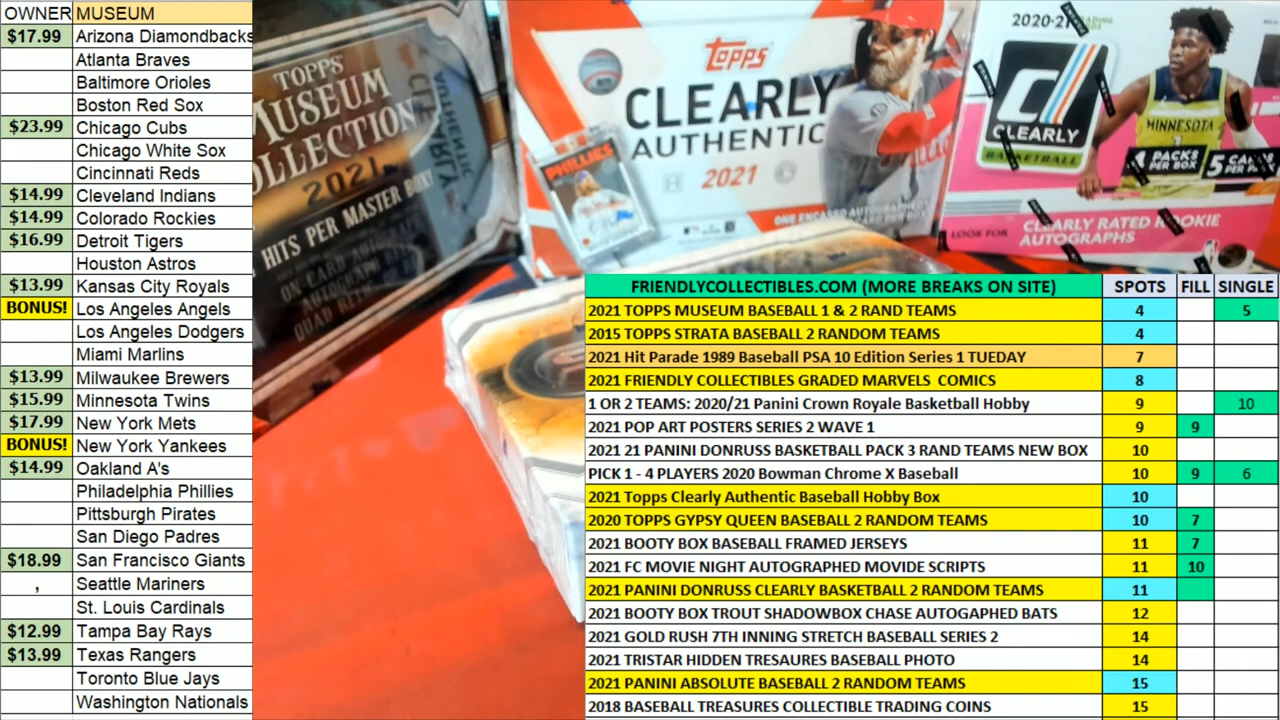 OWNER MUSEUM
$17.99 Arizona Diamondbacks
Atlanta Braves
Baltimore Orioles
Boston Red Sox
$23.99 Chicago Cubs
Chicago White Sox
Cincinnati Reds
$14.99 Cleveland Indians
$14.99 Colorado Rockies
$16.99 Detroit Tigers
Houston Astros
$13.99 Kansas City Royals
BONUS! Los Angeles Angels
Los Angeles Dodgers
Miami Marlins
$13.99 Milwaukee Brewers
$15.99 Minnesota Twins
$17.99 New York Mets
BONUS! New York Yankees
$14.99 Oakland A's
Philadelphia Phillies
Pittsburgh Pirates
San Diego Padres
$18.99 San Francisco Giants
, Seattle Mariners
St. Louis Cardinals
$12.99 Tampa Bay Rays
$13.99 Texas Rangers
Toronto Blue Jays
Washington Nationals
TOPPS
MUSEUM
COLLECTION
2021
HITS PER MASTER BOX!
ON-CARD AUTOGRAPH
AUTOGRAPH RELIC
QUAD RELIC
topps
CLEARLY
AUTHENTIC
2021
PHILLIES
ONE ENCASED AUTOGRAPHED
2020-21
CLEARLY
BASKETBALL
MINNESOTA
1
PACKS
PER BOX
5 CARDS
PER PACK
LOOK FOR
CLEARLY RATED ROOKIE
AUTOGRAPHS
FRIENDLYCOLLECTIBLES.COM (MORE BREAKS ON SITE) SPOTS FILL SINGLE
2021 TOPPS MUSEUM BASEBALL 1 & 2 RAND TEAMS 4 5
2015 TOPPS STRATA BASEBALL 2 RANDOM TEAMS 4
2021 Hit Parade 1989 Baseball PSA 10 Edition Series 1 TUEDAY 7
2021 FRIENDLY COLLECTIBLES GRADED MARVELS COMICS 8
1 OR 2 TEAMS: 2020/21 Panini Crown Royale Basketball Hobby 9 10
2021 POP ART POSTERS SERIES 2 WAVE 1 9 9
2021 21 PANINI DONRUSS BASKETBALL PACK 3 RAND TEAMS NEW BOX 10
PICK 1 - 4 PLAYERS 2020 Bowman Chrome X Baseball 10 9 6
2021 Topps Clearly Authentic Baseball Hobby Box 10
2020 TOPPS GYPSY QUEEN BASEBALL 2 RANDOM TEAMS 10 7
2021 BOOTY BOX BASEBALL FRAMED JERSEYS 11 7
2021 FC MOVIE NIGHT AUTOGRAPHED MOVIDE SCRIPTS 11 10
2021 PANINI DONRUSS CLEARLY BASKETBALL 2 RANDOM TEAMS 11
2021 BOOTY BOX TROUT SHADOWBOX CHASE AUTOGAPHED BATS 12
2021 GOLD RUSH 7TH INNING STRETCH BASEBALL SERIES 2 14
2021 TRISTAR HIDDEN TRESAURES BASEBALL PHOTO 14
2021 PANINI ABSOLUTE BASEBALL 2 RANDOM TEAMS 15
2018 BASEBALL TREASURES COLLECTIBLE TRADING COINS 15